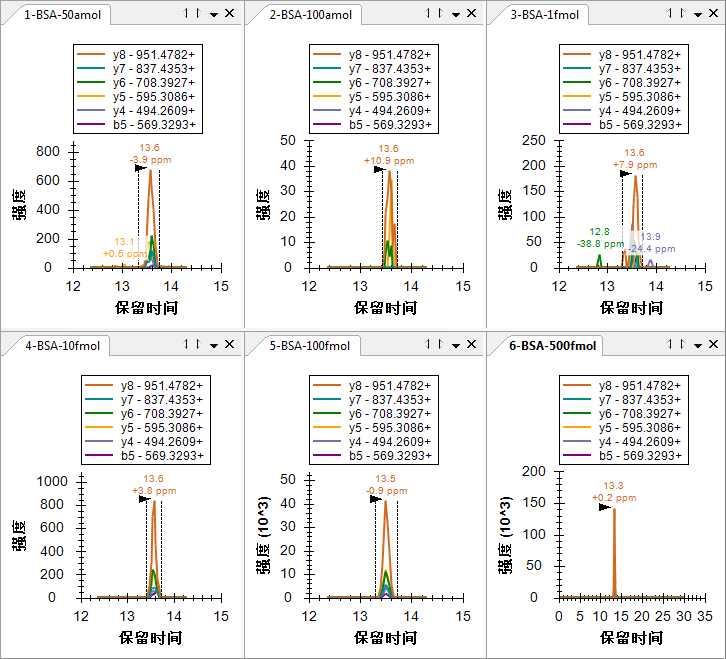 1-BSA-50amol
y8 - 951.4782+
y7 - 837.4353+
y6 - 708.3927+
y5 - 595.3086+
y4 - 494.2609+
b5 - 569.3293+
13.6
-3.9 ppm
13.1
+0.5 ppm
800
600
400
200
0
强度
12
13
14
15
保留时间
2-BSA-100amol
y8 - 951.4782+
y7 - 837.4353+
y6 - 708.3927+
y5 - 595.3086+
y4 - 494.2609+
b5 - 569.3293+
13.6
+10.9 ppm
50
40
30
20
10
0
强度
12
13
14
15
保留时间
3-BSA-1fmol
y8 - 951.4782+
y7 - 837.4353+
y6 - 708.3927+
y5 - 595.3086+
y4 - 494.2609+
b5 - 569.3293+
13.6
+7.9 ppm
12.8
-38.8 ppm
13.9
-24.4 ppm
250
200
150
100
50
0
强度
12
13
14
15
保留时间
4-BSA-10fmol
y8 - 951.4782+
y7 - 837.4353+
y6 - 708.3927+
y5 - 595.3086+
y4 - 494.2609+
b5 - 569.3293+
13.6
+3.8 ppm
1000
800
600
400
200
0
强度
12
13
14
15
保留时间
5-BSA-100fmol
y8 - 951.4782+
y7 - 837.4353+
y6 - 708.3927+
y5 - 595.3086+
y4 - 494.2609+
b5 - 569.3293+
13.5
-0.9 ppm
50
40
30
20
10
0
强度 (10^3)
12
13
14
15
保留时间
6-BSA-500fmol
y8 - 951.4782+
y7 - 837.4353+
y6 - 708.3927+
y5 - 595.3086+
y4 - 494.2609+
b5 - 569.3293+
13.3
+0.2 ppm
200
150
100
50
0
强度 (10^3)
0
5
10
15
20
25
30
35
保留时间